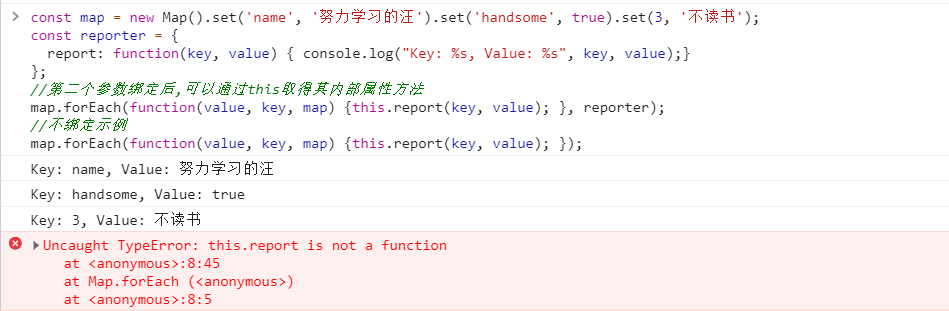 const map = new Map().set('name', '努力学习的汪').set('handsome', true).set(3, '不读书');
const reporter = {
  report: function(key, value) { console.log("Key: %s, Value: %s", key, value);}
};
//第二个参数绑定后,可以通过this取得其内部属性方法
map.forEach(function(value, key, map) {this.report(key, value); }, reporter);
//不绑定示例
map.forEach(function(value, key, map) {this.report(key, value); });
Key: name, Value: 努力学习的汪
Key: handsome, Value: true
Key: 3, Value: 不读书
Uncaught TypeError: this.report is not a function
    at <anonymous>:8:45
    at Map.forEach (<anonymous>)
    at <anonymous>:8:5